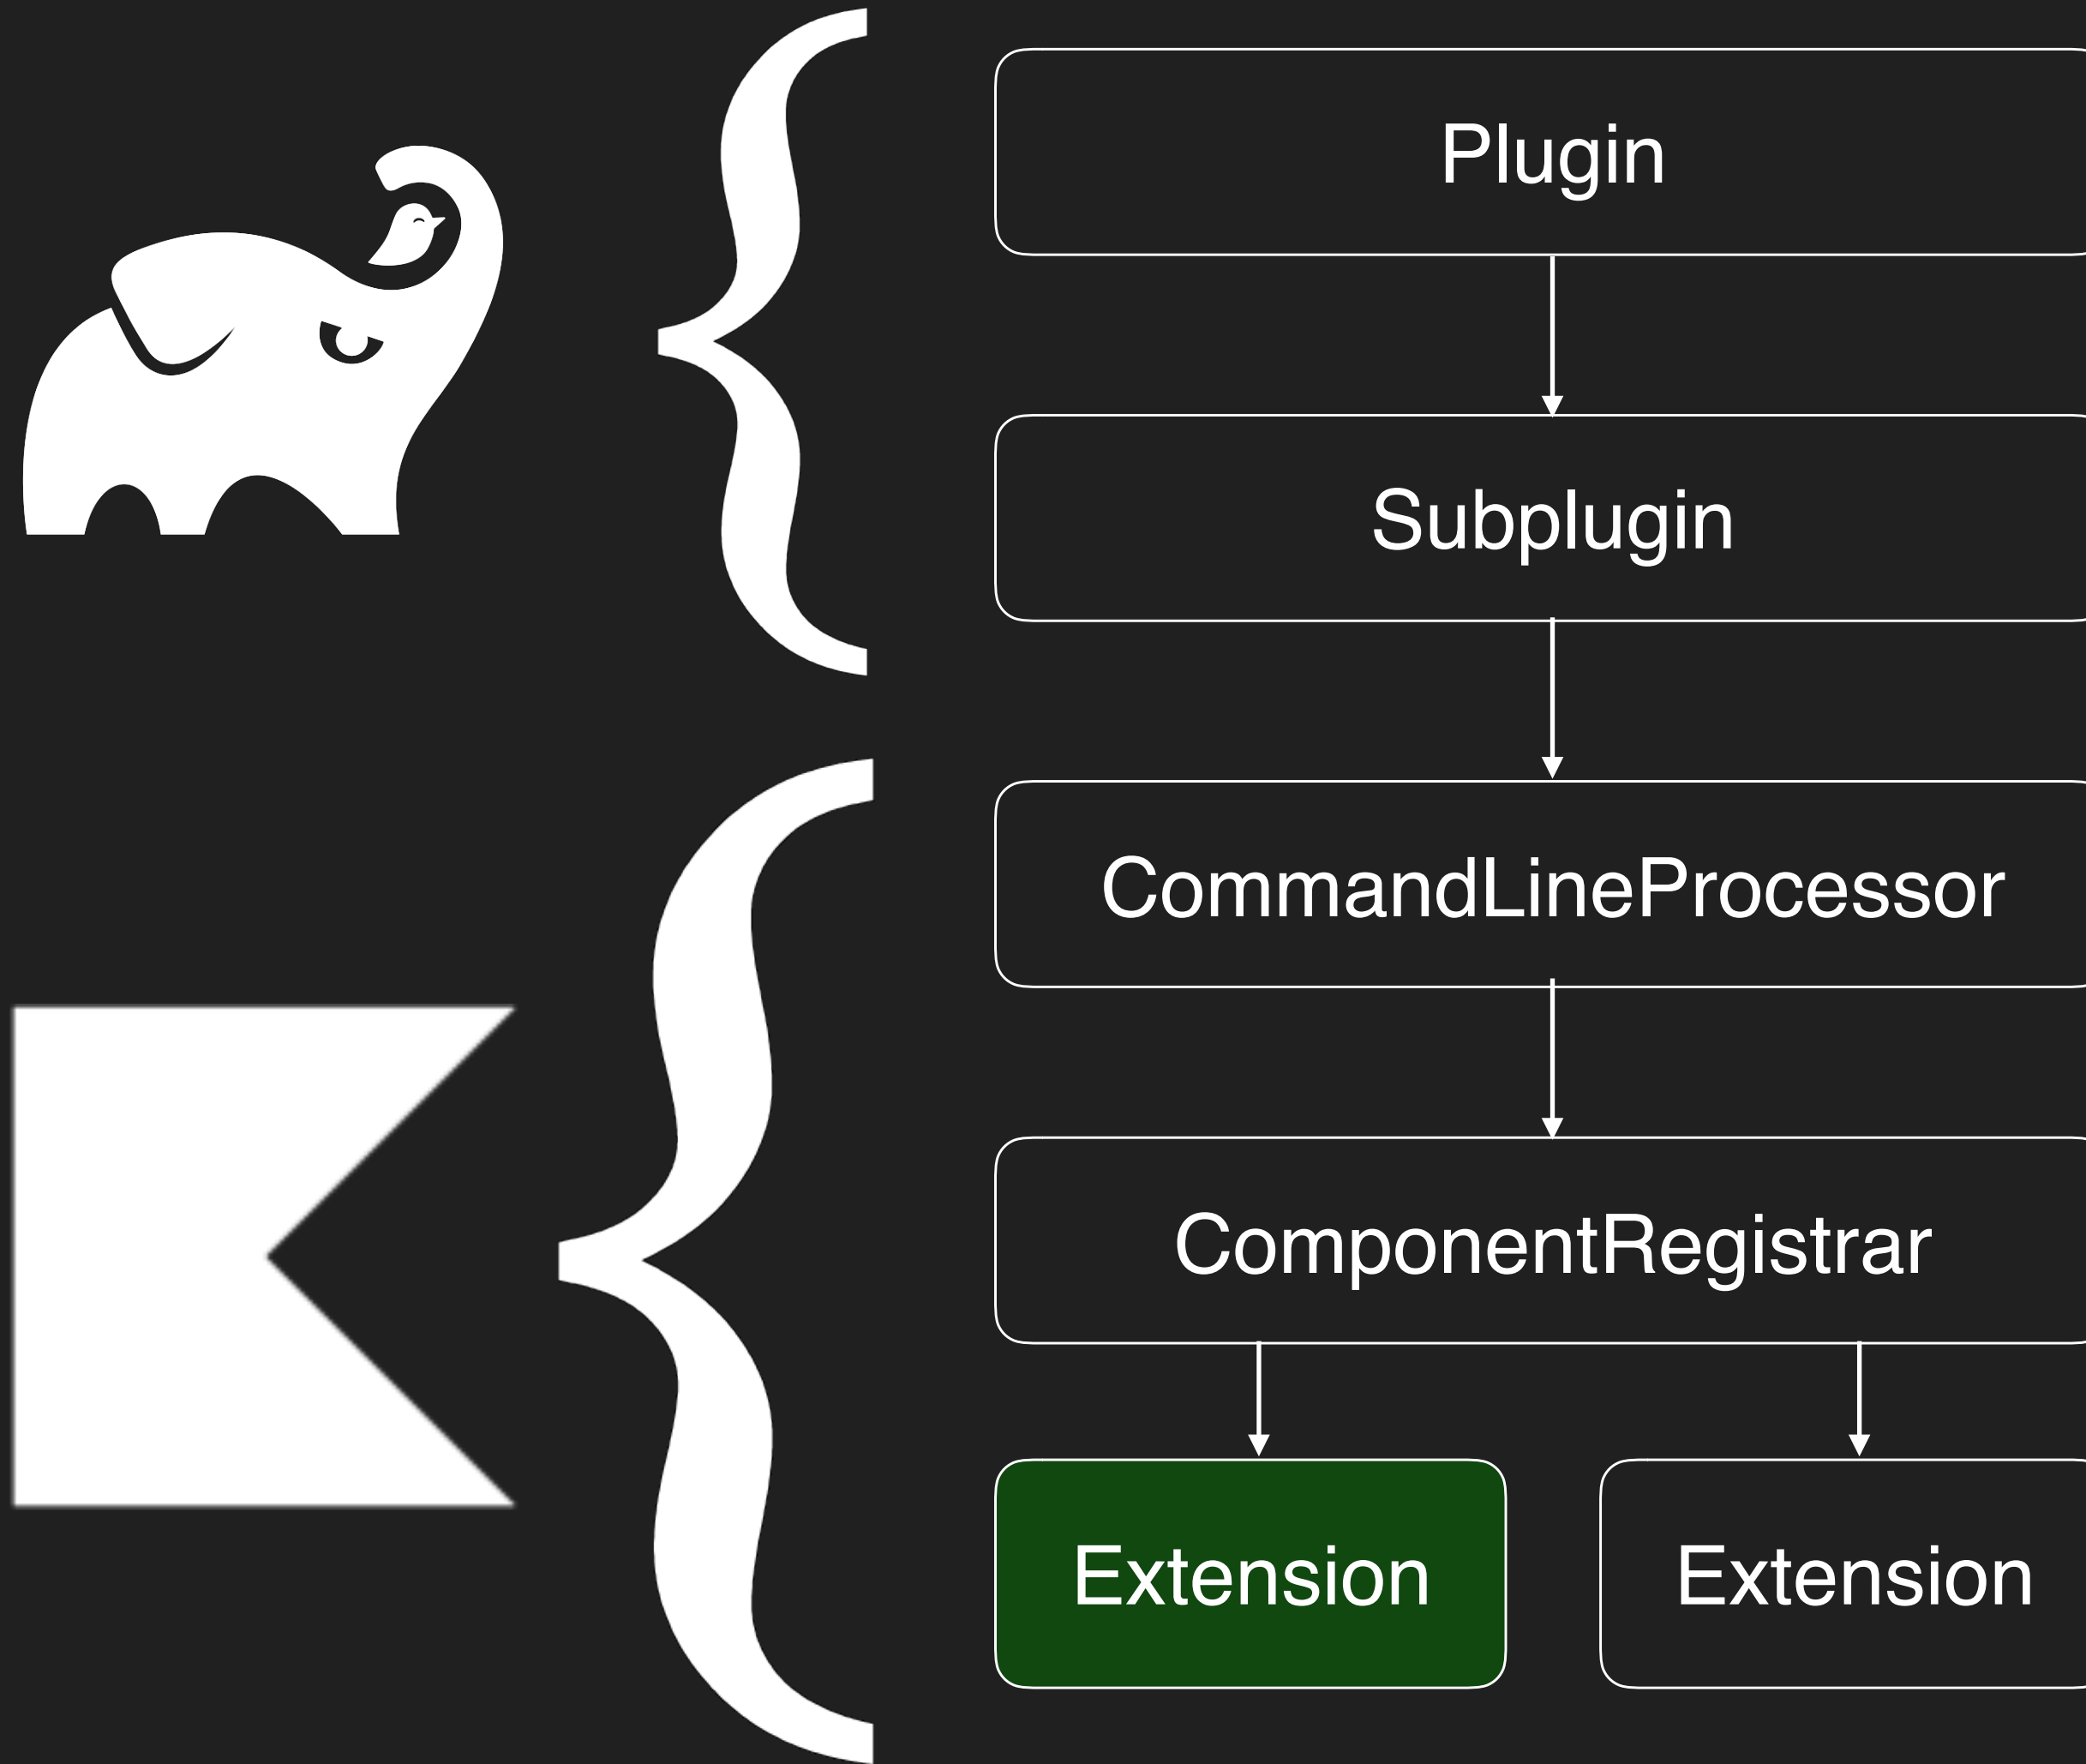 Plugin
Subplugin
CommandLineProcessor
ComponentRegistrar
Extension
Extension